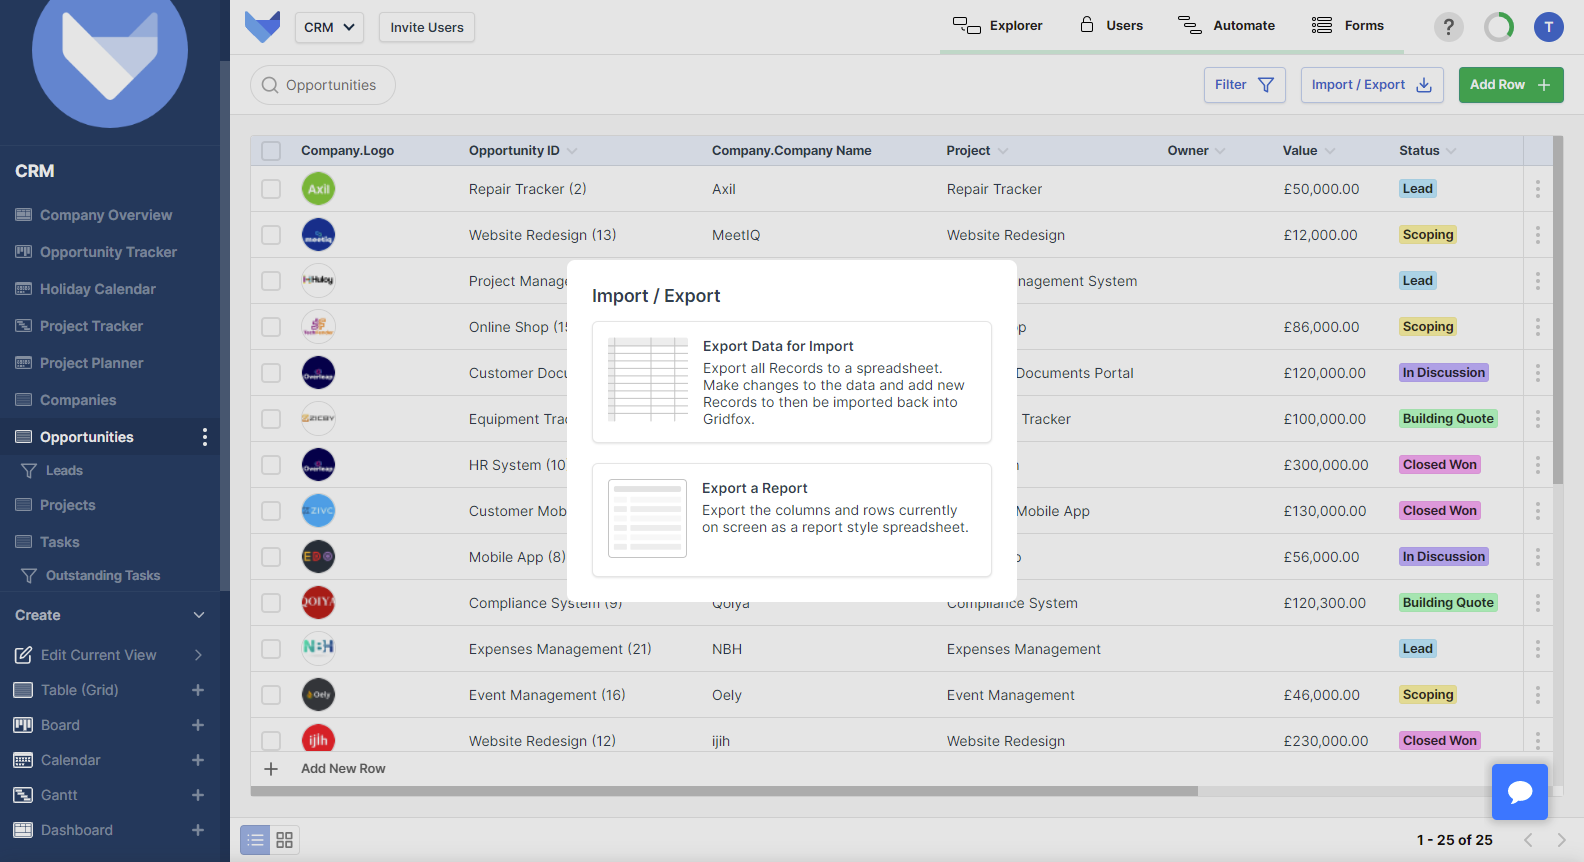 CRM
Invite Users
Explorer
Users
Automate
Forms
?
T
Opportunities
Filter
Import / Export
Add Row
CRM
Company Overview
Opportunity Tracker
Holiday Calendar
Project Tracker
Project Planner
Companies
Opportunities
Leads
Projects
Tasks
Outstanding Tasks
Create
Edit Current View
Table (Grid)
Board
Calendar
Gantt
Dashboard
Company.Logo Opportunity ID Company.Company Name Project Owner Value Status
Axil Repair Tracker (2) Axil Repair Tracker £50,000.00 Lead
meetiq Website Redesign (13) MeetIQ Website Redesign £12,000.00 Scoping
Huloy Project Manage nagement System Lead
Online Shop (15 p £86,000.00 Scoping
Overleap Customer Docu Documents Portal £120,000.00 In Discussion
ZICBY Equipment Trac Tracker £100,000.00 Building Quote
Overleap HR System (10 £300,000.00 Closed Won
ZIVC Customer Mob Mobile App £130,000.00 Closed Won
EDO Mobile App (8) £56,000.00 In Discussion
QOIYA Compliance System (9) Qoiya Compliance System £120,300.00 Building Quote
NBH Expenses Management (21) NBH Expenses Management Lead
Oely Event Management (16) Oely Event Management £46,000.00 Scoping
ijih Website Redesign (12) ijih Website Redesign £230,000.00 Closed Won
Add New Row
Import / Export
Export Data for Import
Export all Records to a spreadsheet.
Make changes to the data and add new
Records to then be imported back into
Gridfox.
Export a Report
Export the columns and rows currently
on screen as a report style spreadsheet.
1 - 25 of 25